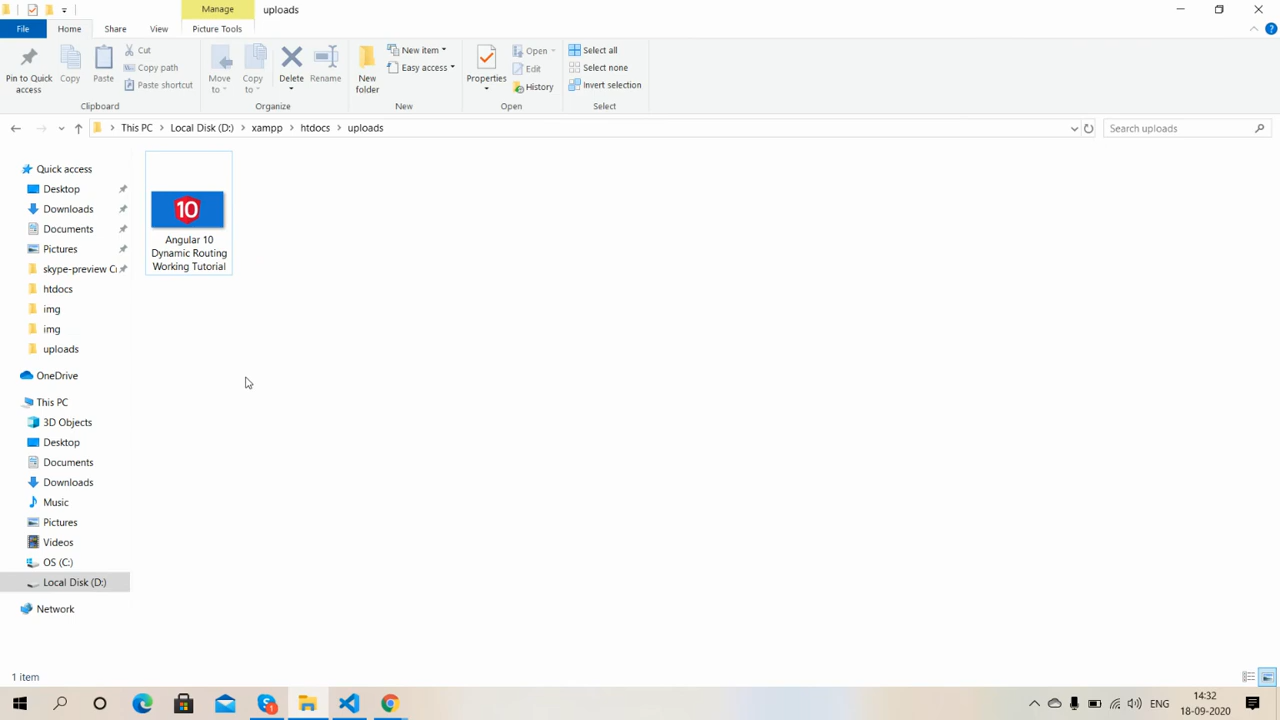 Manage
uploads
File
Home
Share
View
Picture Tools
Pin to Quick access
Copy
Paste
Cut
Copy path
Paste shortcut
Clipboard
Move to
Copy to
Delete
Rename
Organize
New folder
New item
Easy access
New
Properties
Open
Edit
History
Open
Select all
Select none
Invert selection
Select
This PC
Local Disk (D:)
xampp
htdocs
uploads
Search uploads
Quick access
Desktop
Downloads
Documents
Pictures
skype-preview Cr
htdocs
img
img
uploads
OneDrive
This PC
3D Objects
Desktop
Documents
Downloads
Music
Pictures
Videos
OS (C:)
Local Disk (D:)
Network
10
Angular 10
Dynamic Routing
Working Tutorial
1 item
S
1
ENG
14:32
18-09-2020